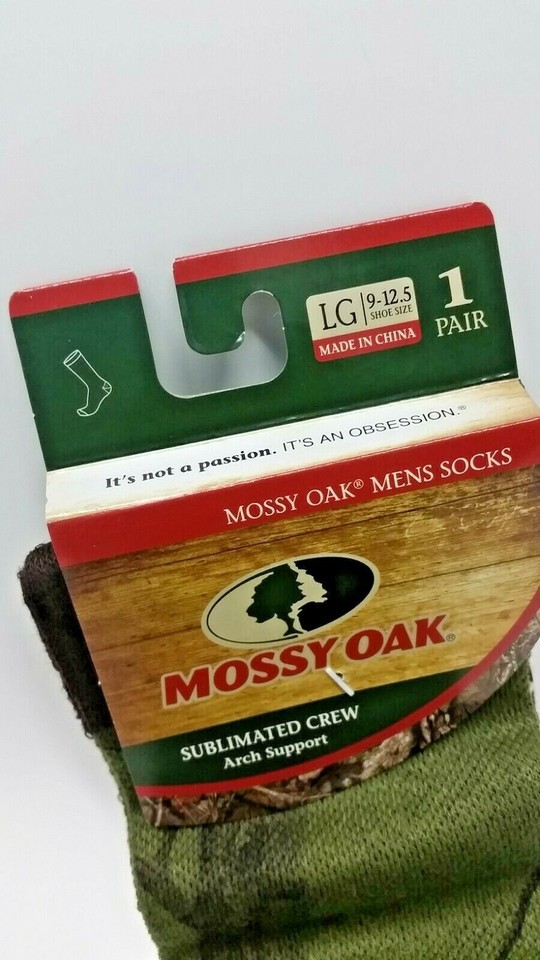 LG 9-12.5
SHOE SIZE
MADE IN CHINA
1
PAIR
It's not a passion. IT'S AN OBSESSION.®
MOSSY OAK® MENS SOCKS
MOSSY OAK®
SUBLIMATED CREW
Arch Support